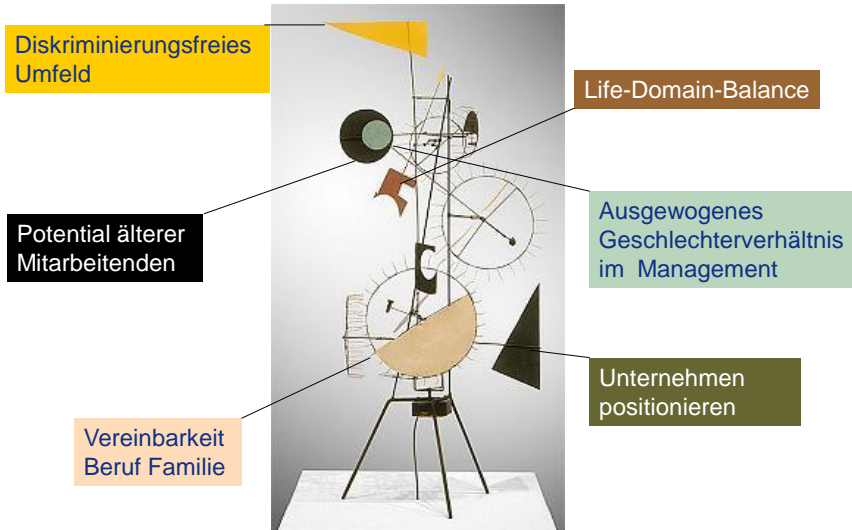 Diskriminierungsfreies
Umfeld
Life-Domain-Balance
Potential älterer
Mitarbeitenden
Ausgewogenes
Geschlechterverhältnis
im Management
Unternehmen
positionieren
Vereinbarkeit
Beruf Familie